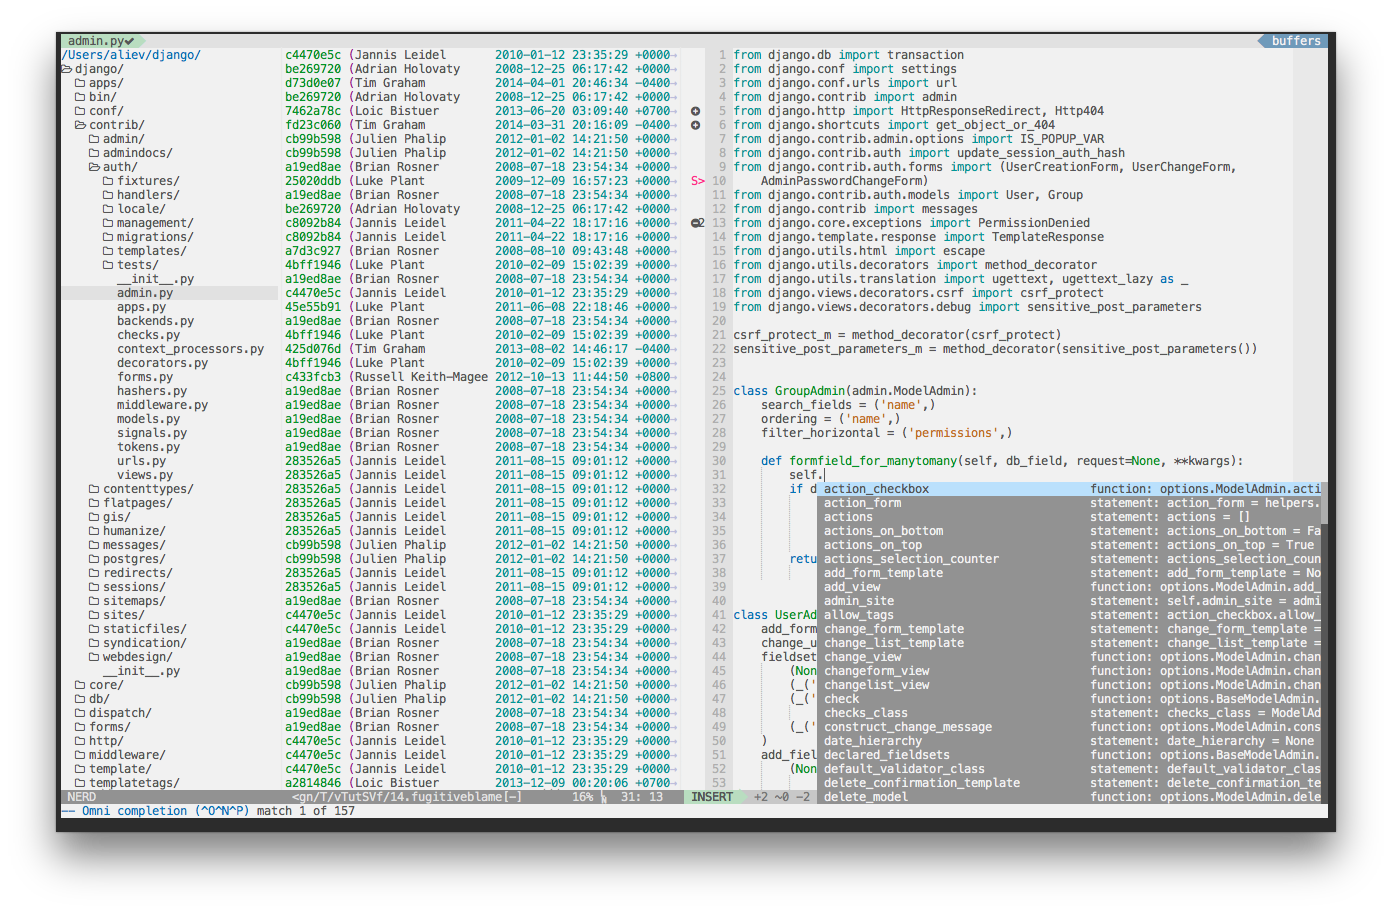 admin.py✔ buffers
/Users/aliev/django/
django/
apps/
bin/
conf/
contrib/
admin/
admindocs/
auth/
fixtures/
handlers/
locale/
management/
migrations/
templates/
tests/
__init__.py
admin.py
apps.py
backends.py
checks.py
context_processors.py
decorators.py
forms.py
hashers.py
middleware.py
models.py
signals.py
tokens.py
urls.py
views.py
contenttypes/
flatpages/
gis/
humanize/
messages/
postgres/
redirects/
sessions/
sitemaps/
sites/
staticfiles/
syndication/
webdesign/
__init__.py
core/
db/
dispatch/
forms/
http/
middleware/
template/
templatetags/
c4470e5c (Jannis Leidel 2010-01-12 23:35:29 +0000→
be269720 (Adrian Holovaty 2008-12-25 06:17:42 +0000→
d73d0e07 (Tim Graham 2014-04-01 20:46:34 -0400→
be269720 (Adrian Holovaty 2008-12-25 06:17:42 +0000→
7462a78c (Loic Bistuer 2013-06-20 03:09:40 +0700→
fd23c060 (Tim Graham 2014-03-31 20:16:09 -0400→
cb99b598 (Julien Phalip 2012-01-02 14:21:50 +0000→
cb99b598 (Julien Phalip 2012-01-02 14:21:50 +0000→
a19ed8ae (Brian Rosner 2008-07-18 23:54:34 +0000→
25020ddb (Luke Plant 2009-12-09 16:57:23 +0000→
a19ed8ae (Brian Rosner 2008-07-18 23:54:34 +0000→
be269720 (Adrian Holovaty 2008-12-25 06:17:42 +0000→
c8092b84 (Jannis Leidel 2011-04-22 18:17:16 +0000→
c8092b84 (Jannis Leidel 2011-04-22 18:17:16 +0000→
a7d3c927 (Brian Rosner 2008-08-10 09:43:48 +0000→
4bff1946 (Luke Plant 2010-02-09 15:02:39 +0000→
a19ed8ae (Brian Rosner 2008-07-18 23:54:34 +0000→
c4470e5c (Jannis Leidel 2010-01-12 23:35:29 +0000→
45e55b91 (Luke Plant 2011-06-08 22:18:46 +0000→
a19ed8ae (Brian Rosner 2008-07-18 23:54:34 +0000→
4bff1946 (Luke Plant 2010-02-09 15:02:39 +0000→
425d076d (Tim Graham 2013-08-02 14:46:17 -0400→
4bff1946 (Luke Plant 2010-02-09 15:02:39 +0000→
c433fcb3 (Russell Keith-Magee 2012-10-13 11:44:50 +0800→
a19ed8ae (Brian Rosner 2008-07-18 23:54:34 +0000→
a19ed8ae (Brian Rosner 2008-07-18 23:54:34 +0000→
a19ed8ae (Brian Rosner 2008-07-18 23:54:34 +0000→
a19ed8ae (Brian Rosner 2008-07-18 23:54:34 +0000→
a19ed8ae (Brian Rosner 2008-07-18 23:54:34 +0000→
283526a5 (Jannis Leidel 2011-08-15 09:01:12 +0000→
283526a5 (Jannis Leidel 2011-08-15 09:01:12 +0000→
283526a5 (Jannis Leidel 2011-08-15 09:01:12 +0000→
283526a5 (Jannis Leidel 2011-08-15 09:01:12 +0000→
283526a5 (Jannis Leidel 2011-08-15 09:01:12 +0000→
283526a5 (Jannis Leidel 2011-08-15 09:01:12 +0000→
cb99b598 (Julien Phalip 2012-01-02 14:21:50 +0000→
cb99b598 (Julien Phalip 2012-01-02 14:21:50 +0000→
283526a5 (Jannis Leidel 2011-08-15 09:01:12 +0000→
283526a5 (Jannis Leidel 2011-08-15 09:01:12 +0000→
a19ed8ae (Brian Rosner 2008-07-18 23:54:34 +0000→
c4470e5c (Jannis Leidel 2010-01-12 23:35:29 +0000→
c4470e5c (Jannis Leidel 2010-01-12 23:35:29 +0000→
a19ed8ae (Brian Rosner 2008-07-18 23:54:34 +0000→
a19ed8ae (Brian Rosner 2008-07-18 23:54:34 +0000→
a19ed8ae (Brian Rosner 2008-07-18 23:54:34 +0000→
cb99b598 (Julien Phalip 2012-01-02 14:21:50 +0000→
cb99b598 (Julien Phalip 2012-01-02 14:21:50 +0000→
a19ed8ae (Brian Rosner 2008-07-18 23:54:34 +0000→
a19ed8ae (Brian Rosner 2008-07-18 23:54:34 +0000→
c4470e5c (Jannis Leidel 2010-01-12 23:35:29 +0000→
c4470e5c (Jannis Leidel 2010-01-12 23:35:29 +0000→
c4470e5c (Jannis Leidel 2010-01-12 23:35:29 +0000→
a2814846 (Loic Bistuer 2013-12-09 00:20:06 +0700→
1 from django.db import transaction
2 from django.conf import settings
3 from django.conf.urls import url
4 from django.contrib import admin
5 from django.http import HttpResponseRedirect, Http404
6 from django.shortcuts import get_object_or_404
7 from django.contrib.admin.options import IS_POPUP_VAR
8 from django.contrib.auth import update_session_auth_hash
9 from django.contrib.auth.forms import (UserCreationForm, UserChangeForm,
S> 10 AdminPasswordChangeForm)
11 from django.contrib.auth.models import User, Group
12 from django.contrib import messages
2 13 from django.core.exceptions import PermissionDenied
14 from django.template.response import TemplateResponse
15 from django.utils.html import escape
16 from django.utils.decorators import method_decorator
17 from django.utils.translation import ugettext, ugettext_lazy as _
18 from django.views.decorators.csrf import csrf_protect
19 from django.views.decorators.debug import sensitive_post_parameters
20
21 csrf_protect_m = method_decorator(csrf_protect)
22 sensitive_post_parameters_m = method_decorator(sensitive_post_parameters())
23
24
25 class GroupAdmin(admin.ModelAdmin):
26 search_fields = ('name',)
27 ordering = ('name',)
28 filter_horizontal = ('permissions',)
29
30 def formfield_for_manytomany(self, db_field, request=None, **kwargs):
31 self.
32 if d action_checkbox function: options.ModelAdmin.acti
33 action_form statement: action_form = helpers.
34 actions statement: actions = []
35 actions_on_bottom statement: actions_on_bottom = Fa
36 actions_on_top statement: actions_on_top = True
37 retu actions_selection_counter statement: actions_selection_coun
38 add_form_template statement: add_form_template = No
39 add_view function: options.ModelAdmin.add_
40 admin_site statement: self.admin_site = admi
41 class UserAd allow_tags statement: action_checkbox.allow_
42 add_form change_form_template statement: change_form_template =
43 change_u change_list_template statement: change_list_template =
44 fieldset change_view function: options.ModelAdmin.chan
45 (Non changeform_view function: options.ModelAdmin.chan
46 (_(' changelist_view function: options.ModelAdmin.chan
47 (_(' check function: options.BaseModelAdmin.
48 checks_class statement: checks_class = ModelAd
49 (_(' construct_change_message function: options.ModelAdmin.cons
50 ) date_hierarchy statement: date_hierarchy = None
51 add_fiel declared_fieldsets function: options.BaseModelAdmin.
52 (Non default_validator_class statement: default_validator_clas
53 delete_confirmation_template statement: delete_confirmation_te
delete_model function: options.ModelAdmin.dele
NERD <gn/T/vTutSVf/14.fugitiveblame[-] 16% 31: 13 INSERT +2 ~0 -2
-- Omni completion (^O^N^P) match 1 of 157